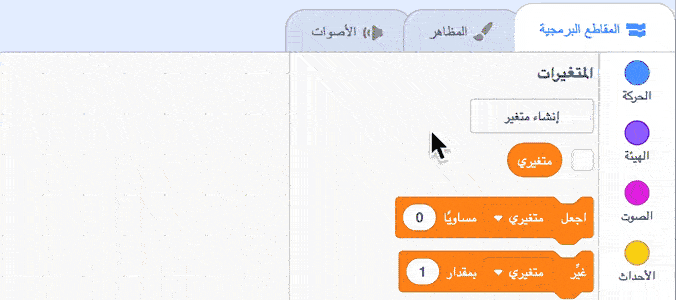 المقاطع البرمجية
المظاهر
الأصوات
المتغيرات
إنشاء متغير
متغيري
اجعل متغيري مساويًا 0
غيِّر متغيري بمقدار 1
الحركة
الهيئة
الصوت
الأحداث